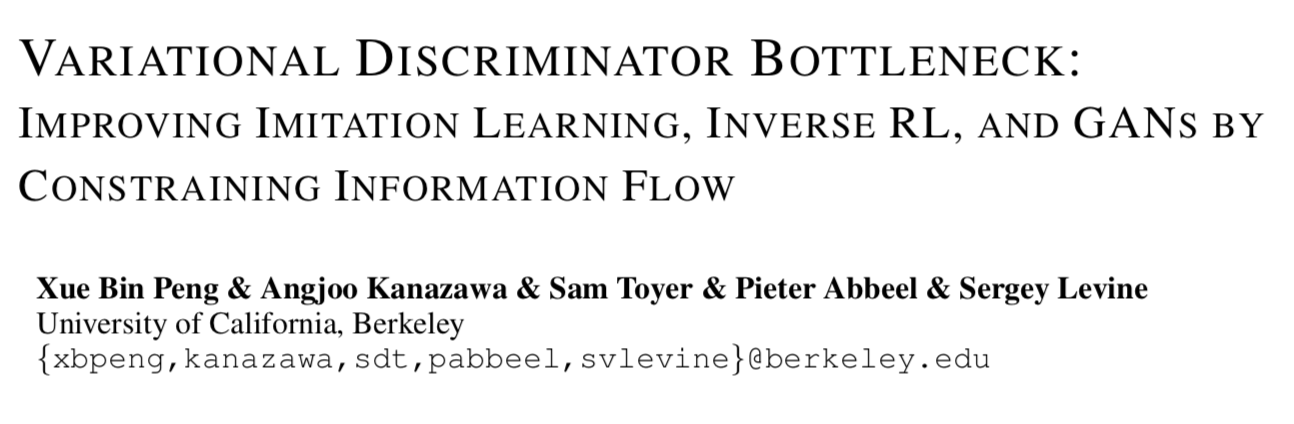 VARIATIONAL DISCRIMINATOR BOTTLENECK:
IMPROVING IMITATION LEARNING, INVERSE RL, AND GANS BY
CONSTRAINING INFORMATION FLOW
Xue Bin Peng & Angjoo Kanazawa & Sam Toyer & Pieter Abbeel & Sergey Levine
University of California, Berkeley
{xbpeng,kanazawa,sdt,pabbeel,svlevine}@berkeley.edu